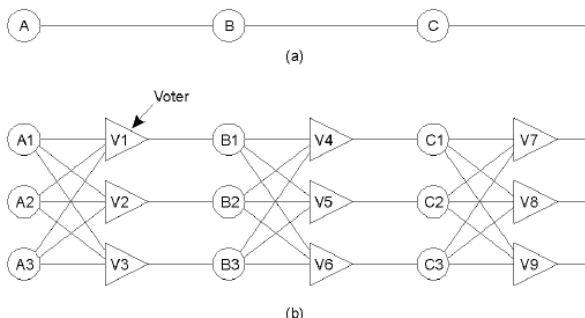 A B C
(a)
Voter
A1 V1 B1 V4 C1 V7
A2 V2 B2 V5 C2 V8
A3 V3 B3 V6 C3 V9
(b)